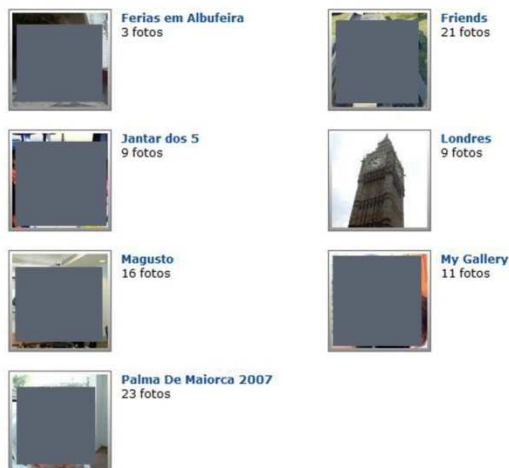 Ferias em Albufeira
3 fotos
Friends
21 fotos
Jantar dos 5
9 fotos
Londres
9 fotos
Magusto
16 fotos
My Gallery
11 fotos
Palma De Maiorca 2007
23 fotos